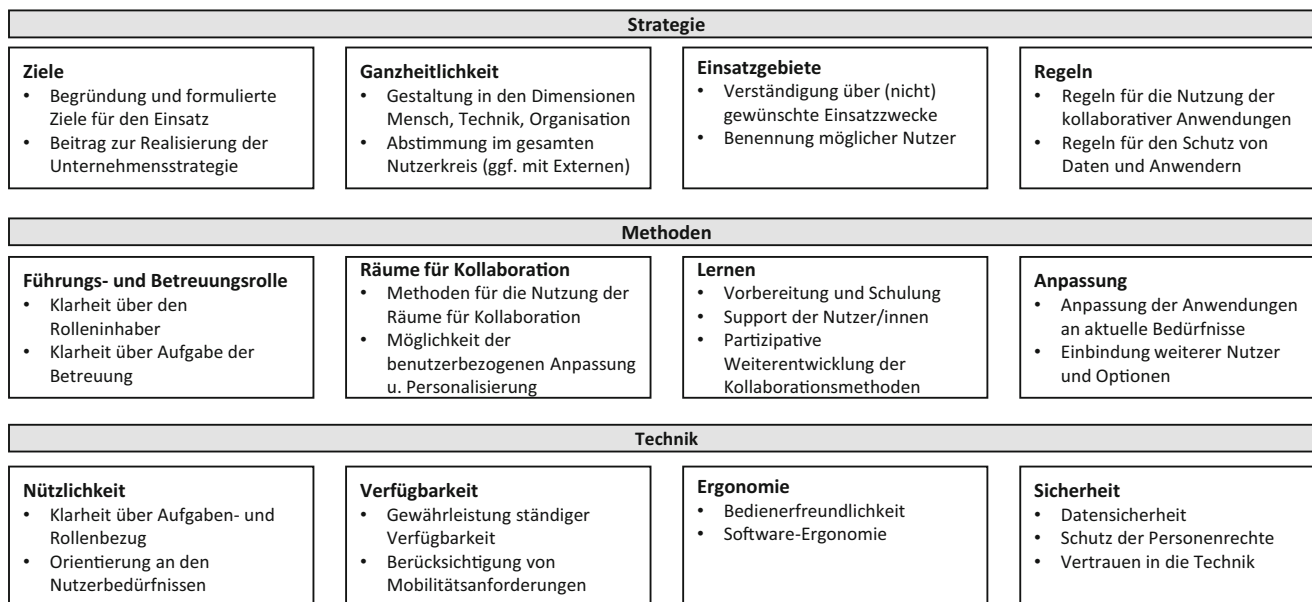 Strategie
Ziele
• Begründung und formulierte
Ziele für den Einsatz
• Beitrag zur Realisierung der
Unternehmensstrategie
Ganzheitlichkeit
• Gestaltung in den Dimensionen
Mensch, Technik, Organisation
• Abstimmung im gesamten
Nutzerkreis (ggf. mit Externen)
Einsatzgebiete
• Verständigung über (nicht)
gewünschte Einsatzzwecke
• Benennung möglicher Nutzer
Regeln
• Regeln für die Nutzung der
kollaborativer Anwendungen
• Regeln für den Schutz von
Daten und Anwendern
Methoden
Führungs- und Betreuungsrolle
• Klarheit über den
Rolleninhaber
• Klarheit über Aufgabe der
Betreuung
Räume für Kollaboration
• Methoden für die Nutzung der
Räume für Kollaboration
• Möglichkeit der
benutzerbezogenen Anpassung
u. Personalisierung
Lernen
• Vorbereitung und Schulung
• Support der Nutzer/innen
• Partizipative
Weiterentwicklung der
Kollaborationsmethoden
Anpassung
• Anpassung der Anwendungen
an aktuelle Bedürfnisse
• Einbindung weiterer Nutzer
und Optionen
Technik
Nützlichkeit
• Klarheit über Aufgaben- und
Rollenbezug
• Orientierung an den
Nutzerbedürfnissen
Verfügbarkeit
• Gewährleistung ständiger
Verfügbarkeit
• Berücksichtigung von
Mobilitätsanforderungen
Ergonomie
• Bedienerfreundlichkeit
• Software-Ergonomie
Sicherheit
• Datensicherheit
• Schutz der Personenrechte
• Vertrauen in die Technik